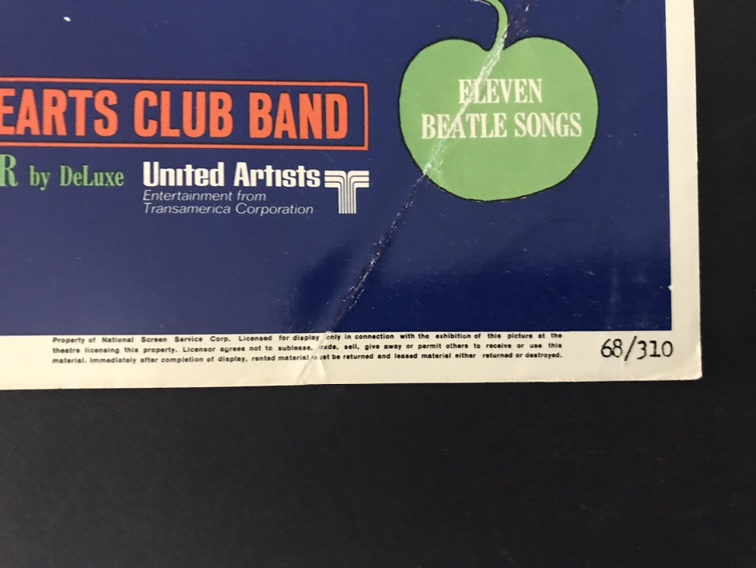 EARTS CLUB BAND
ELEVEN
BEATLE SONGS
R by DeLuxe
United Artists
Entertainment from
Transamerica Corporation
Property of National Screen Service Corp. Licensed for display only in connection with the exhibition of this picture at the
theatre licensing this property. Licensor agrees not to sublease, trade, sell, give away or permit others to receive or use this
material. Immediately after completion of display, rented material must be returned and leased material either returned or destroyed.
68/310